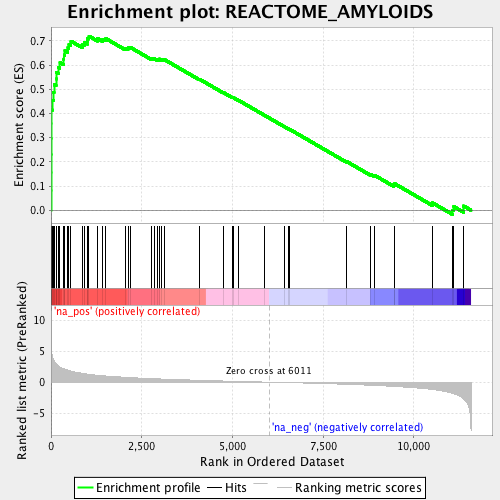 Enrichment plot: REACTOME_AMYLOIDS
Enrichment score (ES)
0.7
0.6
0.5
0.4
0.3
0.2
0.1
0.0
'na_pos' (positively correlated)
Ranked list metric (PreRanked)
10
5
0
-5
Zero cross at 6011
'na_neg' (negatively correlated)
0
2,500
5,000
7,500
10,000
Rank in Ordered Dataset
Enrichment profile
Hits
Ranking metric scores